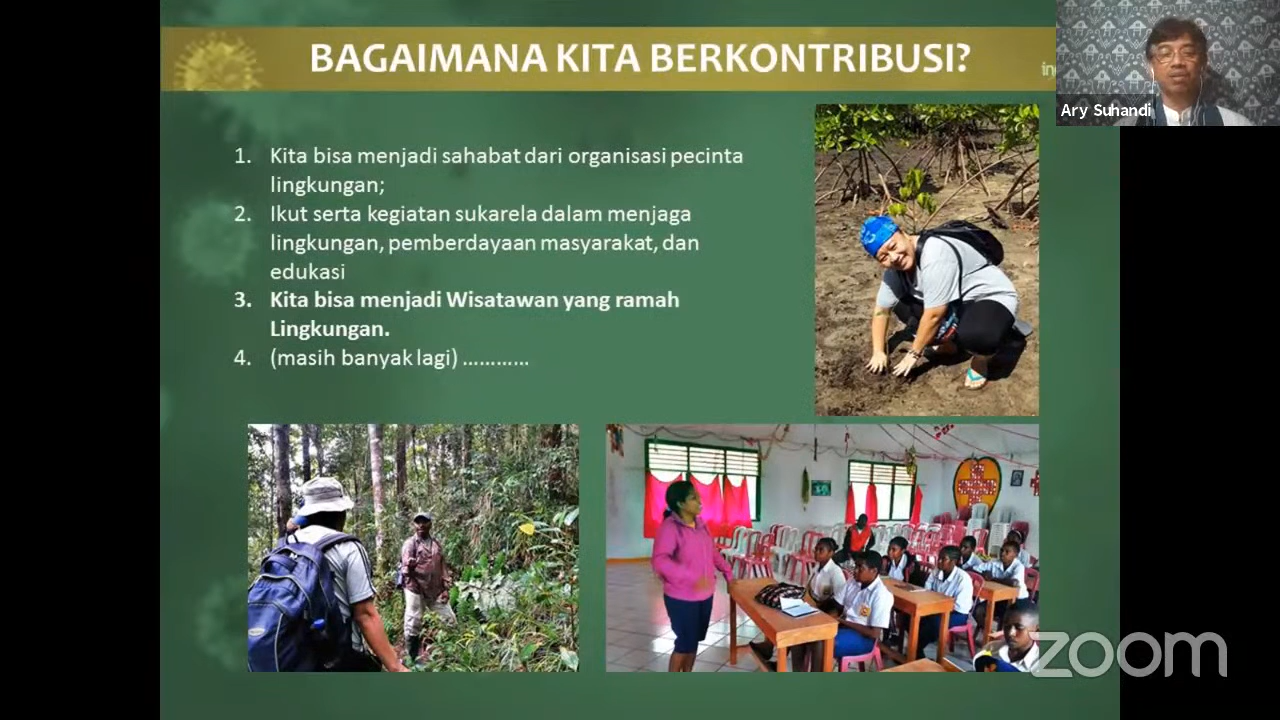 BAGAIMANA KITA BERKONTRIBUSI?
Ary Suhandi
1. Kita bisa menjadi sahabat dari organisasi pecinta
lingkungan;
2. Ikut serta kegiatan sukarela dalam menjaga
lingkungan, pemberdayaan masyarakat, dan
edukasi
3. Kita bisa menjadi Wisatawan yang ramah
Lingkungan.
4. (masih banyak lagi) …………
zoom